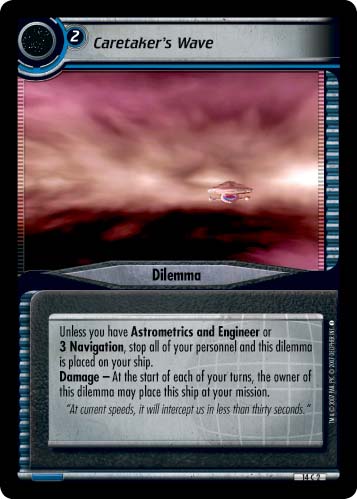 2 Caretaker's Wave
Dilemma
Unless you have Astrometrics and Engineer or
3 Navigation, stop all of your personnel and this dilemma
is placed on your ship.
Damage – At the start of each of your turns, the owner of
this dilemma may place this ship at your mission.
"At current speeds, it will intercept us in less than thirty seconds."
14 C 2